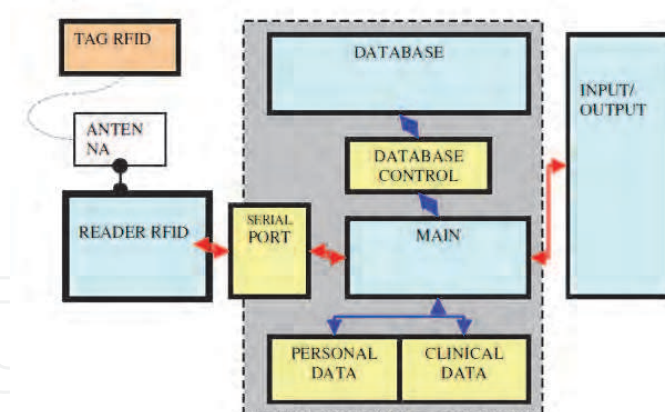 TAG RFID
ANTEN
NA
READER RFID
SERIAL
PORT
DATABASE
DATABASE
CONTROL
MAIN
PERSONAL
DATA
CLINICAL
DATA
INPUT/
OUTPUT